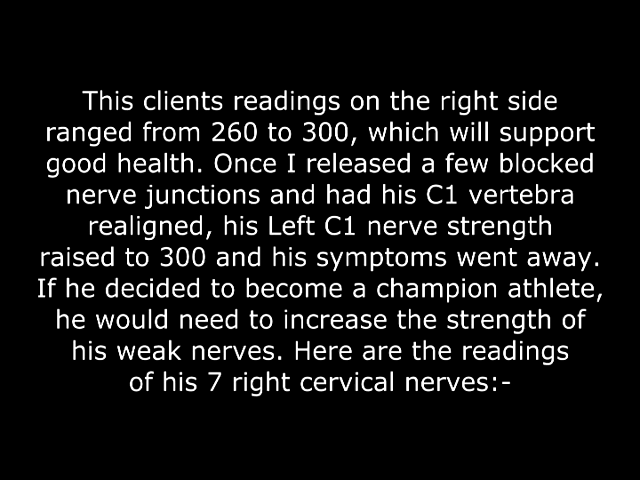 This clients readings on the right side
ranged from 260 to 300, which will support
good health. Once I released a few blocked
nerve junctions and had his C1 vertebra
realigned, his Left C1 nerve strength
raised to 300 and his symptoms went away.
If he decided to become a champion athlete,
he would need to increase the strength of
his weak nerves. Here are the readings
of his 7 right cervical nerves:-